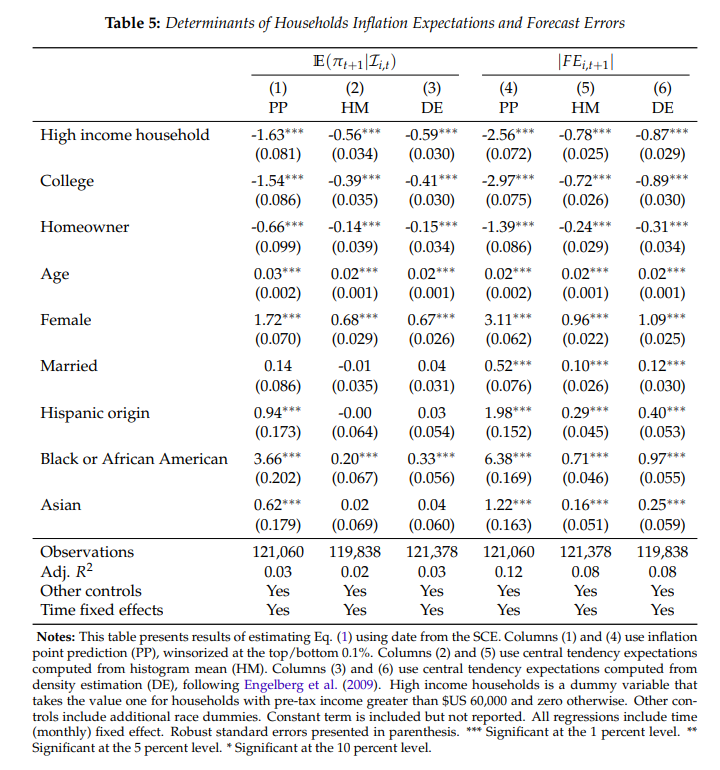 Table 5: Determinants of Households Inflation Expectations and Forecast Errors
𝔼(π_{t+1}|ℐ_{i,t}) |FE_{i,t+1}|
(1) (2) (3) (4) (5) (6)
PP HM DE PP HM DE
High income household -1.63*** -0.56*** -0.59*** -2.56*** -0.78*** -0.87***
(0.081) (0.034) (0.030) (0.072) (0.025) (0.029)
College -1.54*** -0.39*** -0.41*** -2.97*** -0.72*** -0.89***
(0.086) (0.035) (0.030) (0.075) (0.026) (0.030)
Homeowner -0.66*** -0.14*** -0.15*** -1.39*** -0.24*** -0.31***
(0.099) (0.039) (0.034) (0.086) (0.029) (0.034)
Age 0.03*** 0.02*** 0.02*** 0.02*** 0.02*** 0.02***
(0.002) (0.001) (0.001) (0.002) (0.001) (0.001)
Female 1.72*** 0.68*** 0.67*** 3.11*** 0.96*** 1.09***
(0.070) (0.029) (0.026) (0.062) (0.022) (0.025)
Married 0.14 -0.01 0.04 0.52*** 0.10*** 0.12***
(0.086) (0.035) (0.031) (0.076) (0.026) (0.030)
Hispanic origin 0.94*** -0.00 0.03 1.98*** 0.29*** 0.40***
(0.173) (0.064) (0.054) (0.152) (0.045) (0.053)
Black or African American 3.66*** 0.20*** 0.33*** 6.38*** 0.71*** 0.97***
(0.202) (0.067) (0.056) (0.169) (0.046) (0.055)
Asian 0.62*** 0.02 0.04 1.22*** 0.16*** 0.25***
(0.179) (0.069) (0.060) (0.163) (0.051) (0.059)
Observations 121,060 119,838 121,378 121,060 121,378 119,838
Adj. R² 0.03 0.02 0.03 0.12 0.08 0.08
Other controls Yes Yes Yes Yes Yes Yes
Time fixed effects Yes Yes Yes Yes Yes Yes
Notes: This table presents results of estimating Eq. (1) using date from the SCE. Columns (1) and (4) use inflation
point prediction (PP), winsorized at the top/bottom 0.1%. Columns (2) and (5) use central tendency expectations
computed from histogram mean (HM). Columns (3) and (6) use central tendency expectations computed from
density estimation (DE), following Engelberg et al. (2009). High income households is a dummy variable that
takes the value one for households with pre-tax income greater than $US 60,000 and zero otherwise. Other con-
trols include additional race dummies. Constant term is included but not reported. All regressions include time
(monthly) fixed effect. Robust standard errors presented in parenthesis. *** Significant at the 1 percent level. **
Significant at the 5 percent level. * Significant at the 10 percent level.